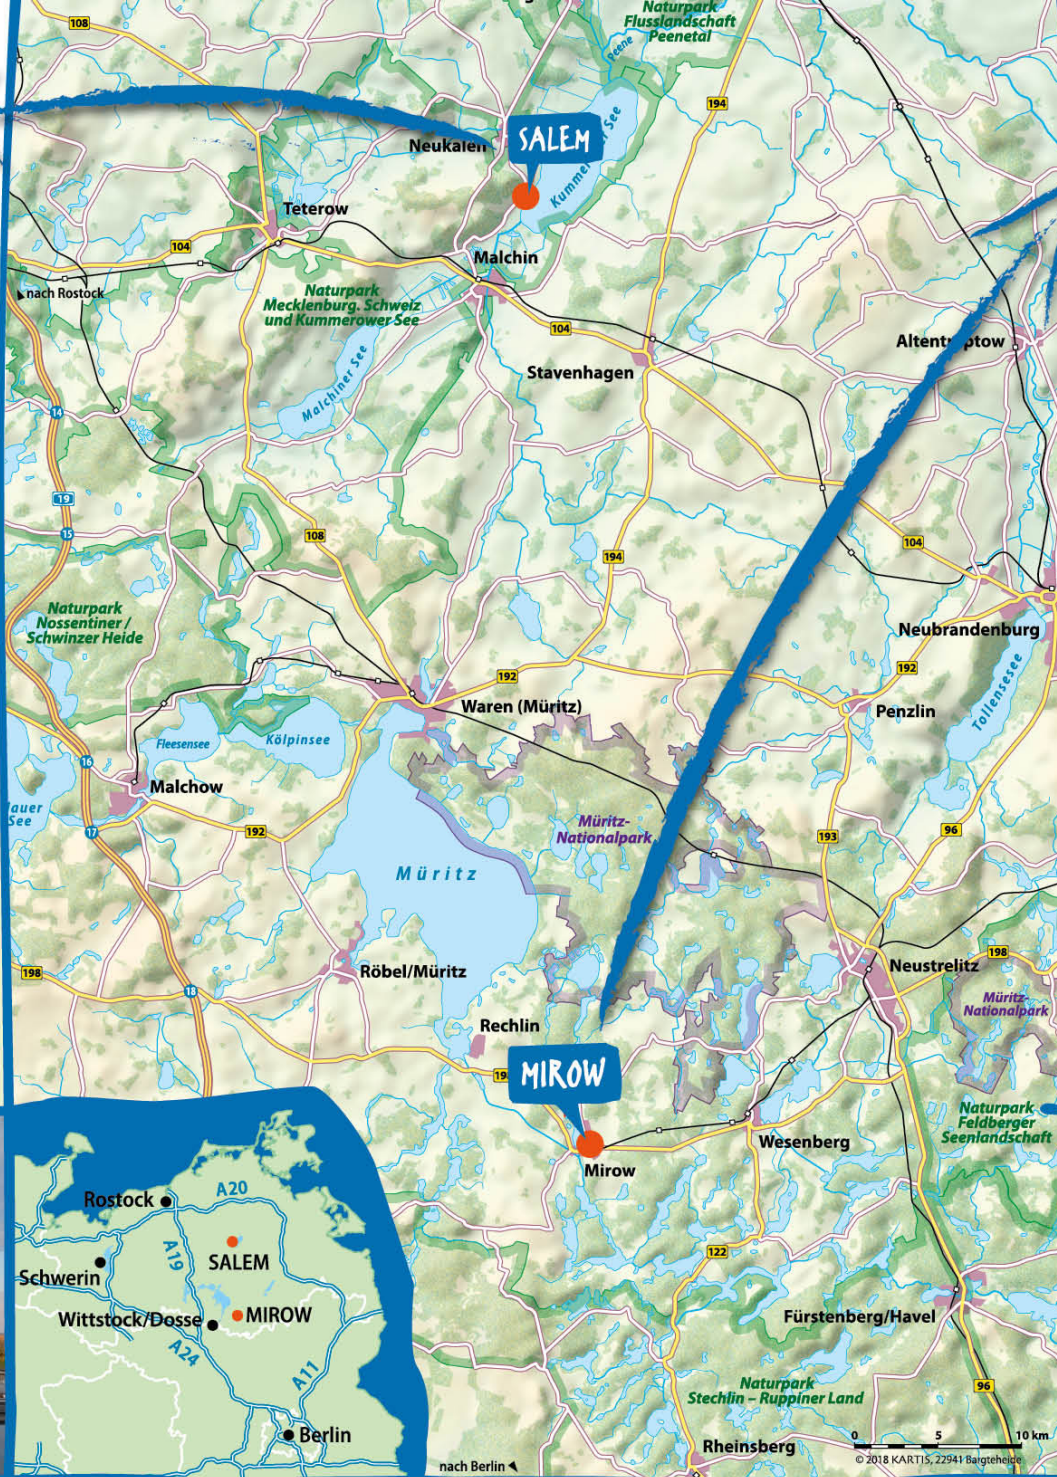 Naturpark
Flusslandschaft
Peenetal
108
Peene
194
Neukalen
SALEM
Kummerower See
Teterow
104
Malchin
nach Rostock
Naturpark
Mecklenburg. Schweiz
und Kummerower See
104
Altentreptow
Stavenhagen
Malchiner See
14
19
15
108
104
194
Naturpark
Nossentiner /
Schwinzer Heide
Neubrandenburg
192
192
Waren (Müritz)
Penzlin
Tollensesee
Fleesensee
Kölpinsee
16
Malchow
lauer
See
17
192
Müritz-
Nationalpark
193
96
Müritz
198
Röbel/Müritz
18
Neustrelitz
198
Müritz-
Nationalpark
Rechlin
198
MIROW
Naturpark
Feldberger
Seenlandschaft
Wesenberg
Mirow
Rostock
A20
A19
SALEM
Schwerin
Wittstock/Dosse
MIROW
A24
A11
Berlin
122
Fürstenberg/Havel
96
Naturpark
Stechlin – Ruppiner Land
Rheinsberg
0 5 10 km
© 2018 KARTIS, 22941 Bargteheide
nach Berlin